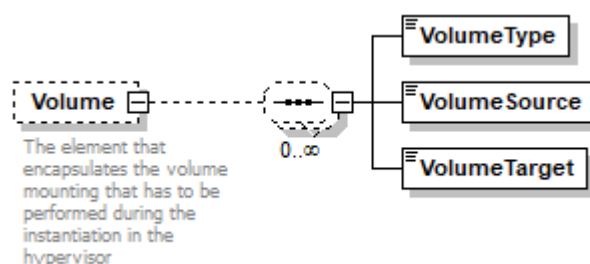 VolumeType
Volume
VolumeSource
0..∞
VolumeTarget
The element that
encapsulates the volume
mounting that has to be
performed during the
instantiation in the
hypervisor